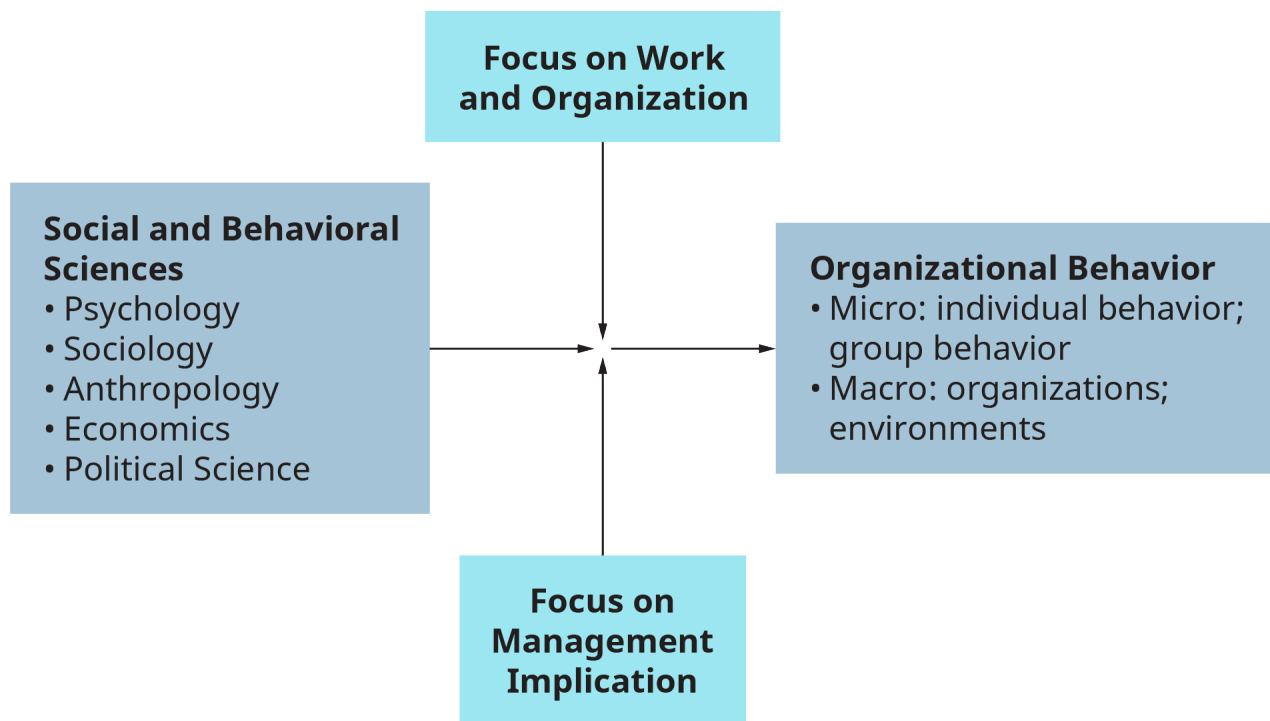 Focus on Work
and Organization
Social and Behavioral
Sciences
• Psychology
• Sociology
• Anthropology
• Economics
• Political Science
Organizational Behavior
• Micro: individual behavior;
group behavior
• Macro: organizations;
environments
Focus on
Management
Implication